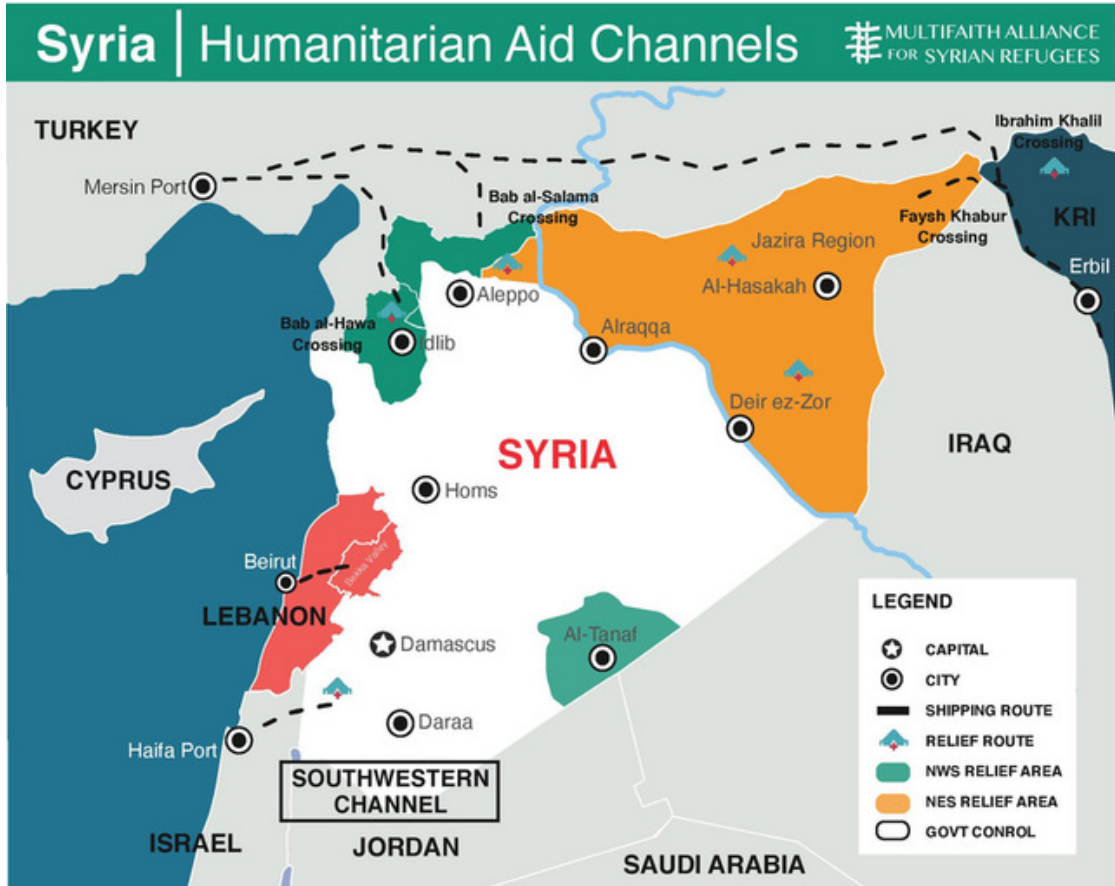 Syria | Humanitarian Aid Channels
MULTIFAITH ALLIANCE
FOR SYRIAN REFUGEES
TURKEY
Mersin Port
Ibrahim Khalil
Crossing
Bab al-Salama
Crossing
Faysh Khabur
Crossing
KRI
Jazira Region
Al-Hasakah
Erbil
Aleppo
Bab al-Hawa
Crossing
Idlib
Alraqqa
Deir ez-Zor
SYRIA
IRAQ
CYPRUS
Homs
Bekka Valley
Beirut
LEBANON
Damascus
Al-Tanaf
Daraa
Haifa Port
SOUTHWESTERN
CHANNEL
ISRAEL
JORDAN
SAUDI ARABIA
LEGEND
CAPITAL
CITY
SHIPPING ROUTE
RELIEF ROUTE
NWS RELIEF AREA
NES RELIEF AREA
GOVT CONROL